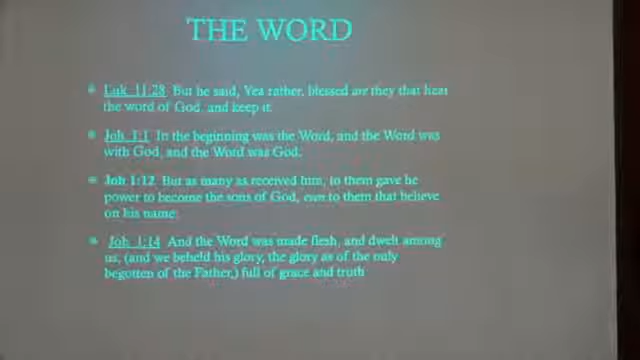 THE WORD
Luk 11:28 But he said, Yea rather, blessed are they that hear
the word of God, and keep it.
Joh 1:1 In the beginning was the Word, and the Word was
with God, and the Word was God.
Joh 1:12 But as many as received him, to them gave he
power to become the sons of God, even to them that believe
on his name:
Joh 1:14 And the Word was made flesh, and dwelt among
us, (and we beheld his glory, the glory as of the only
begotten of the Father,) full of grace and truth